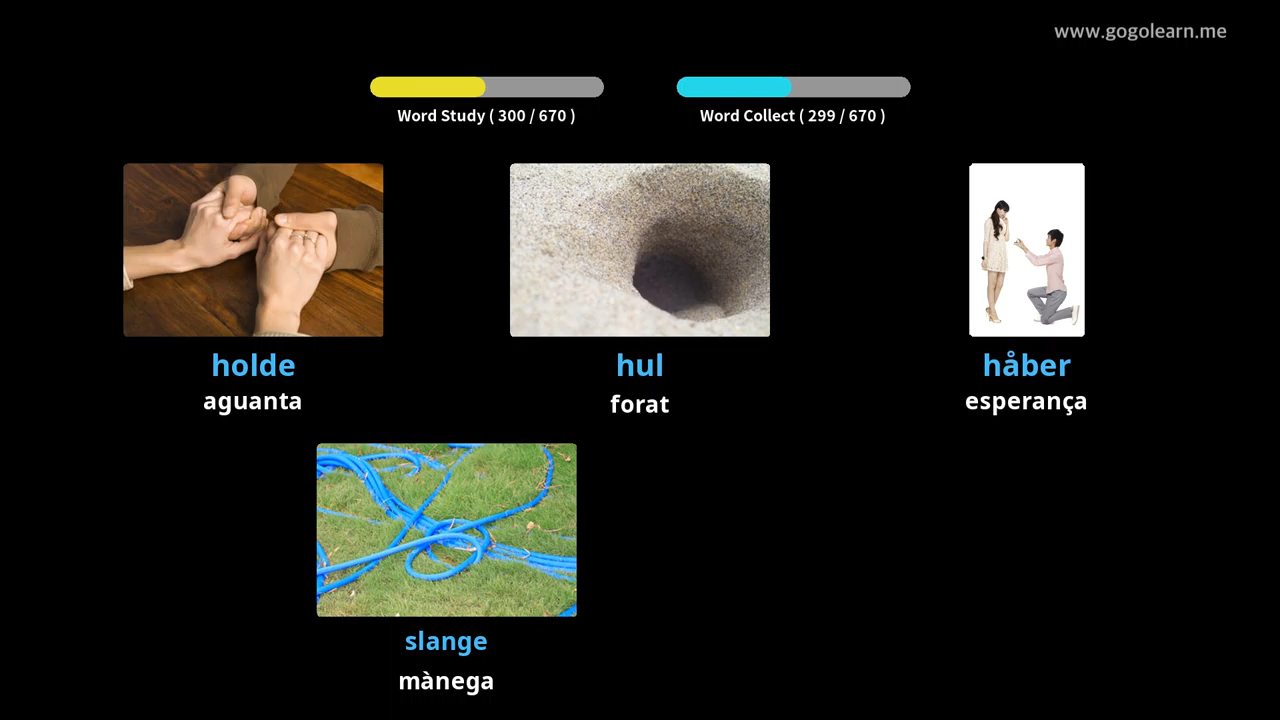 www.gogolearn.me
Word Study ( 300 / 670 )
Word Collect ( 299 / 670 )
holde
aguanta
hul
forat
håber
esperança
slange
mànega